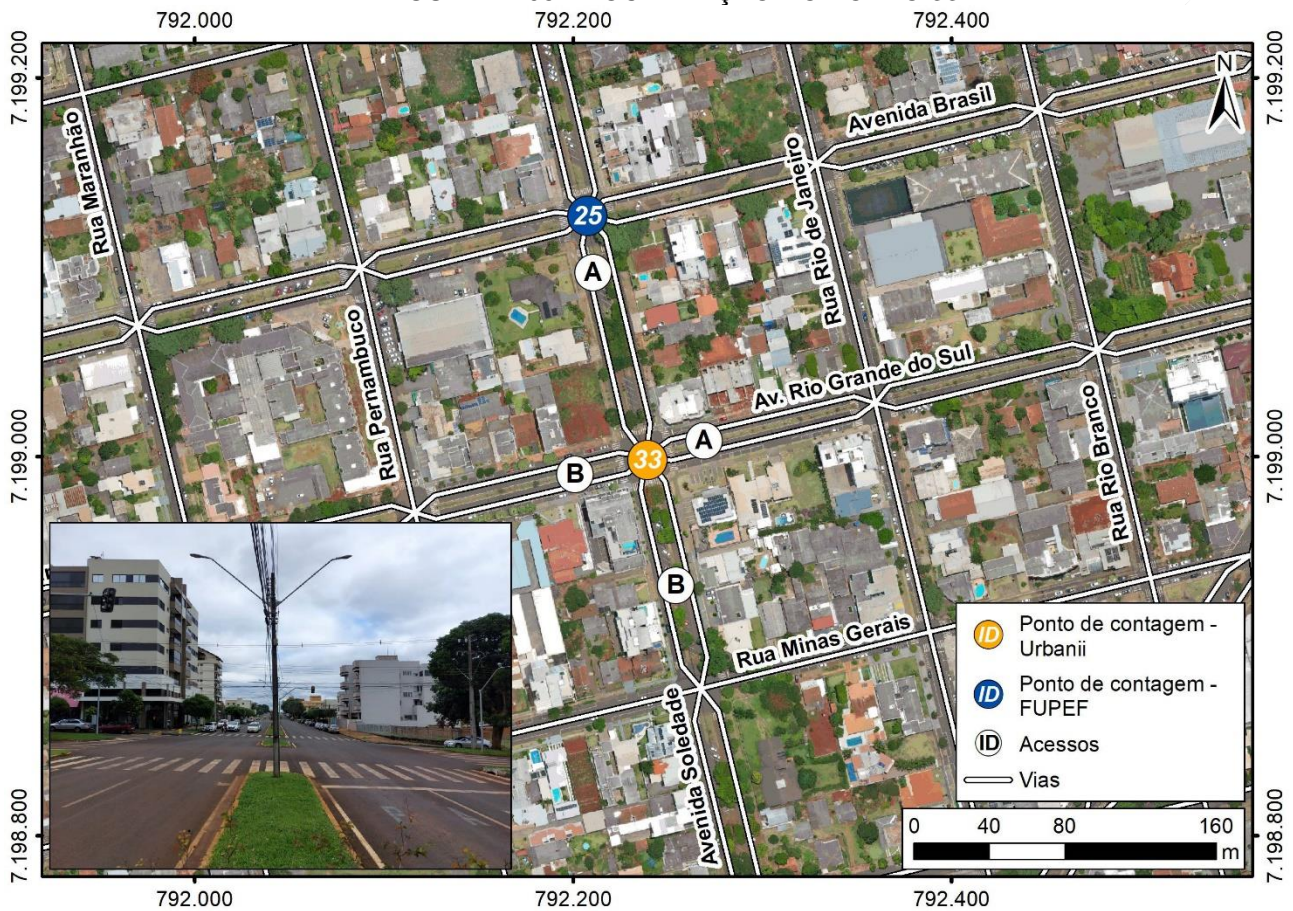 792.000
792.200
792.400
7.199.200
7.199.200
N
Rua Maranhão
Avenida Brasil
Rua Rio de Janeiro
25
A
Rua Pernambuco
Av. Rio Grande do Sul
7.199.000
7.199.000
33
A
B
Rua Rio Branco
B
Rua Minas Gerais
Avenida Soledade
ID Ponto de contagem -
Urbanii
ID Ponto de contagem -
FUPEF
ID Acessos
Vias
0 40 80 160
m
7.198.800
7.198.800
792.000
792.200
792.400